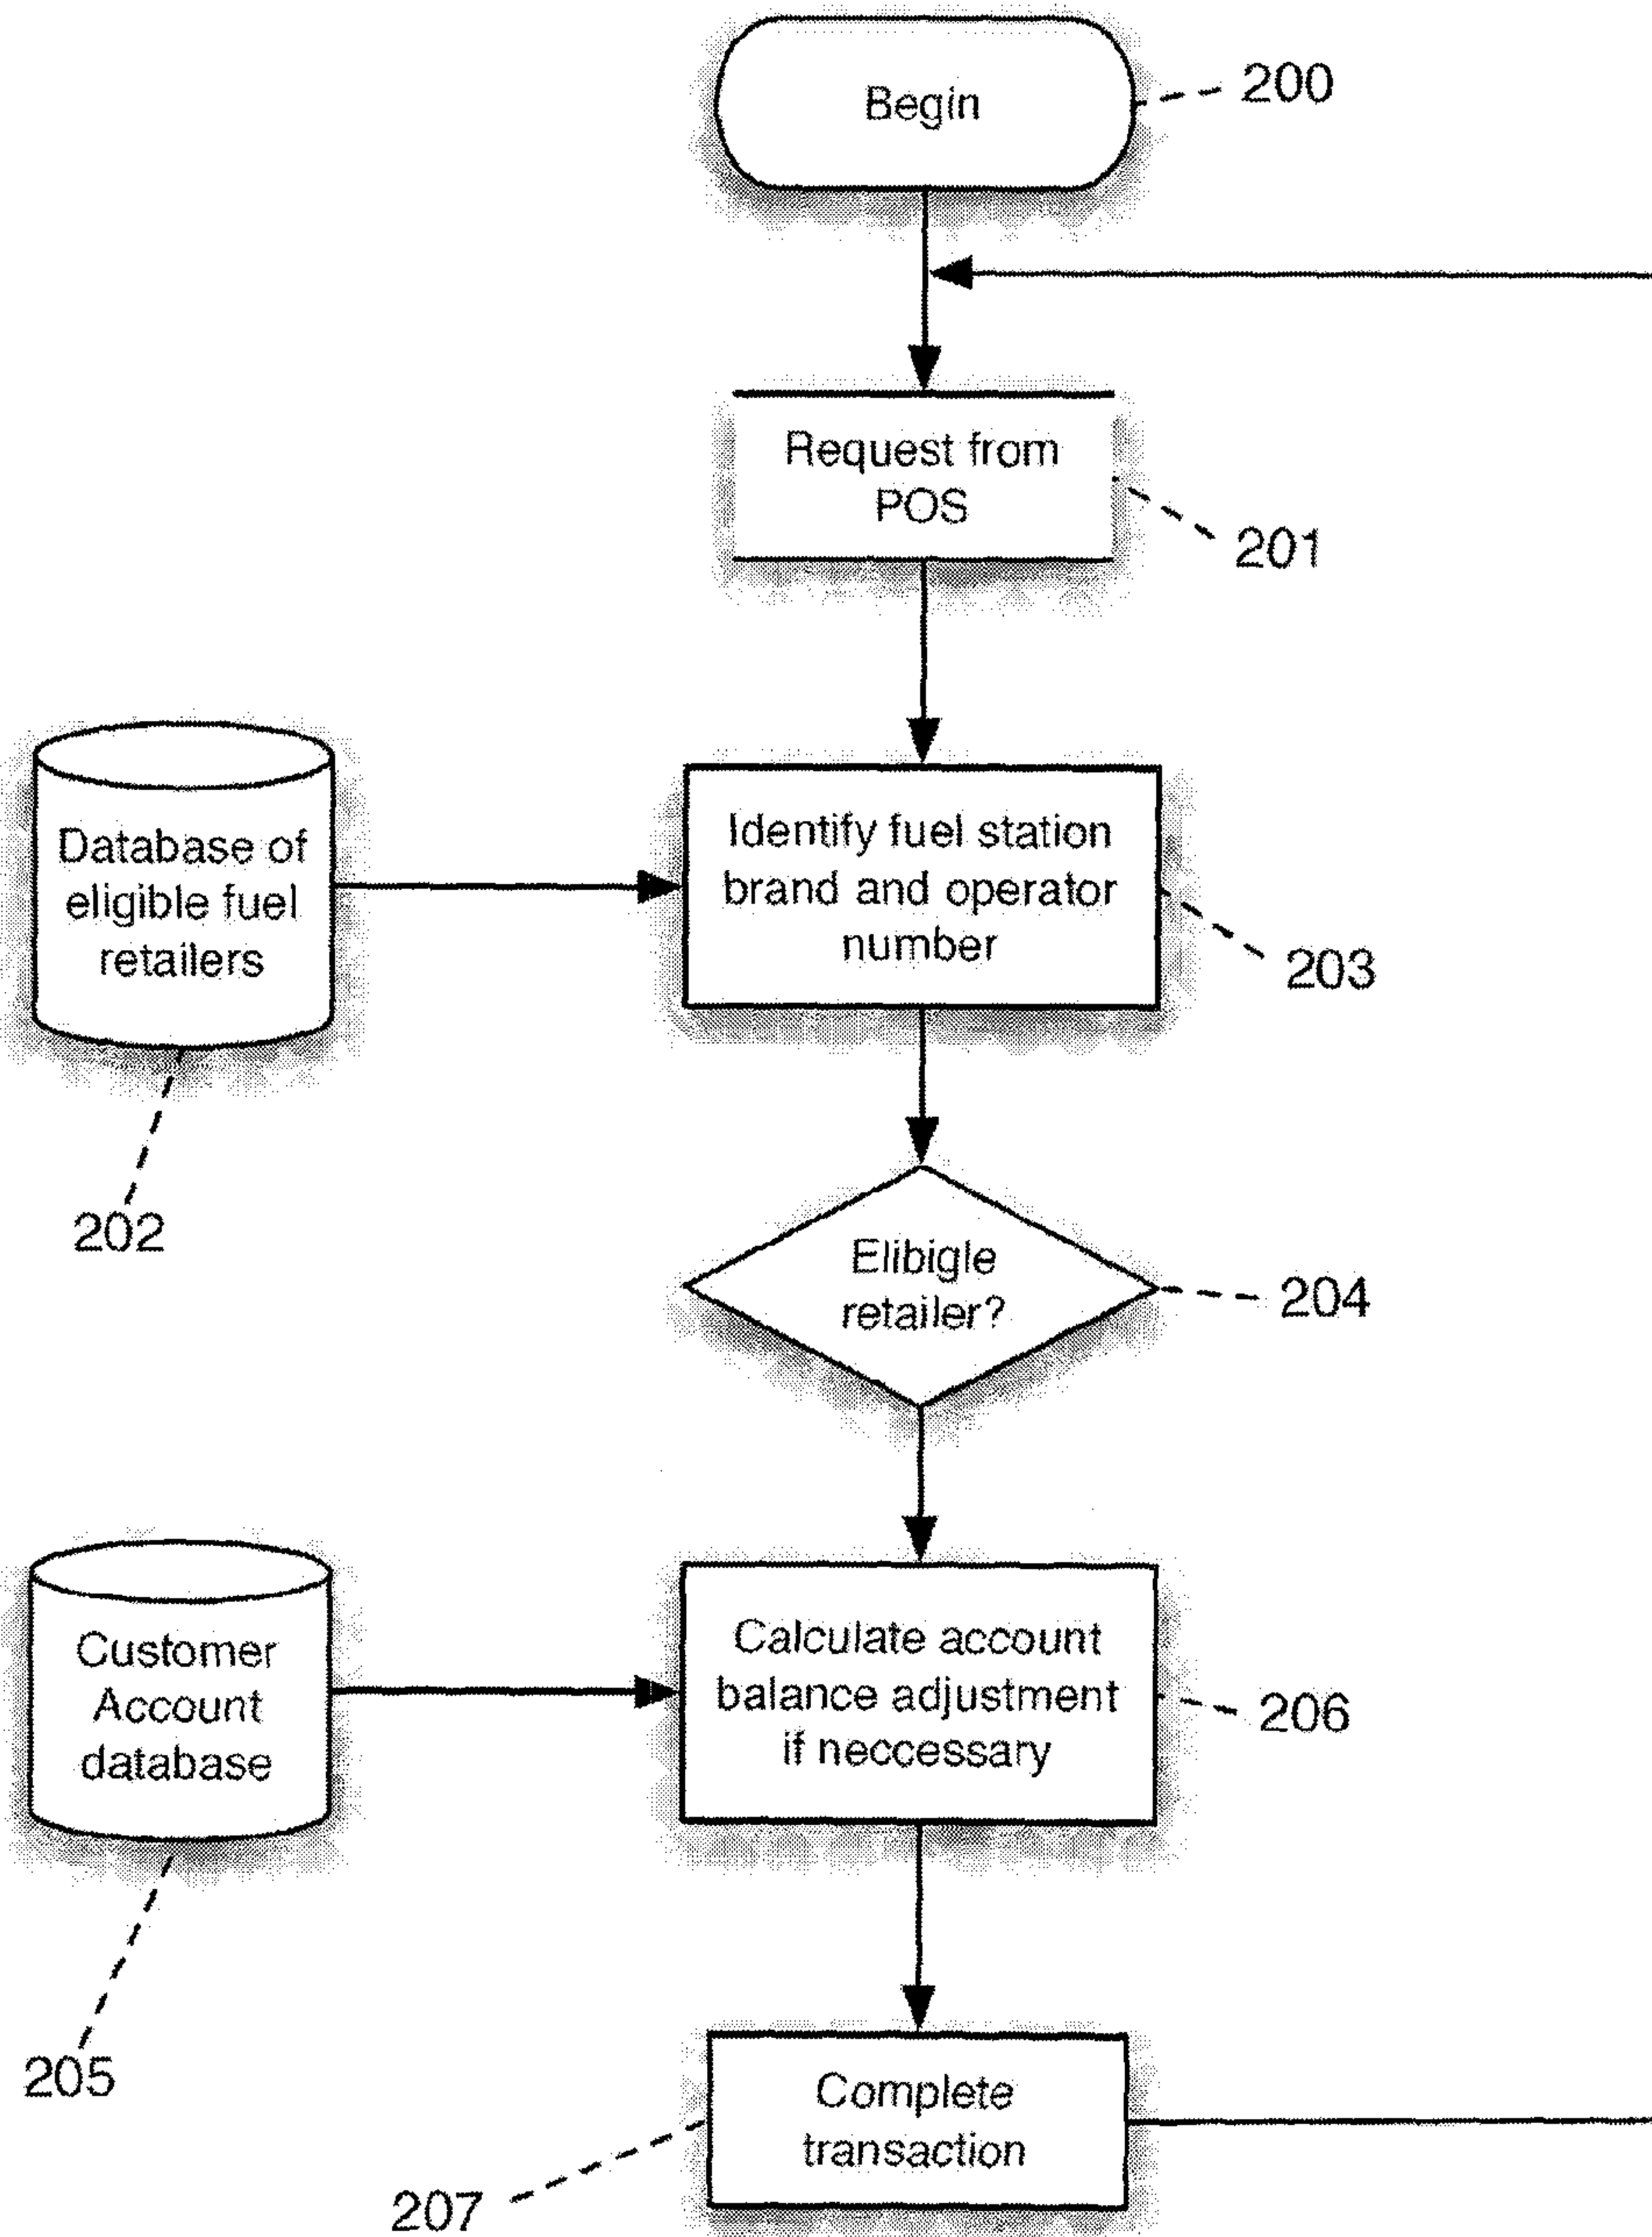 Begin
200
Request from
POS
201
Database of
eligible fuel
retailers
202
Identify fuel station
brand and operator
number
203
Elibigle
retailer?
204
Customer
Account
database
205
Calculate account
balance adjustment
if neccessary
206
Complete
transaction
207